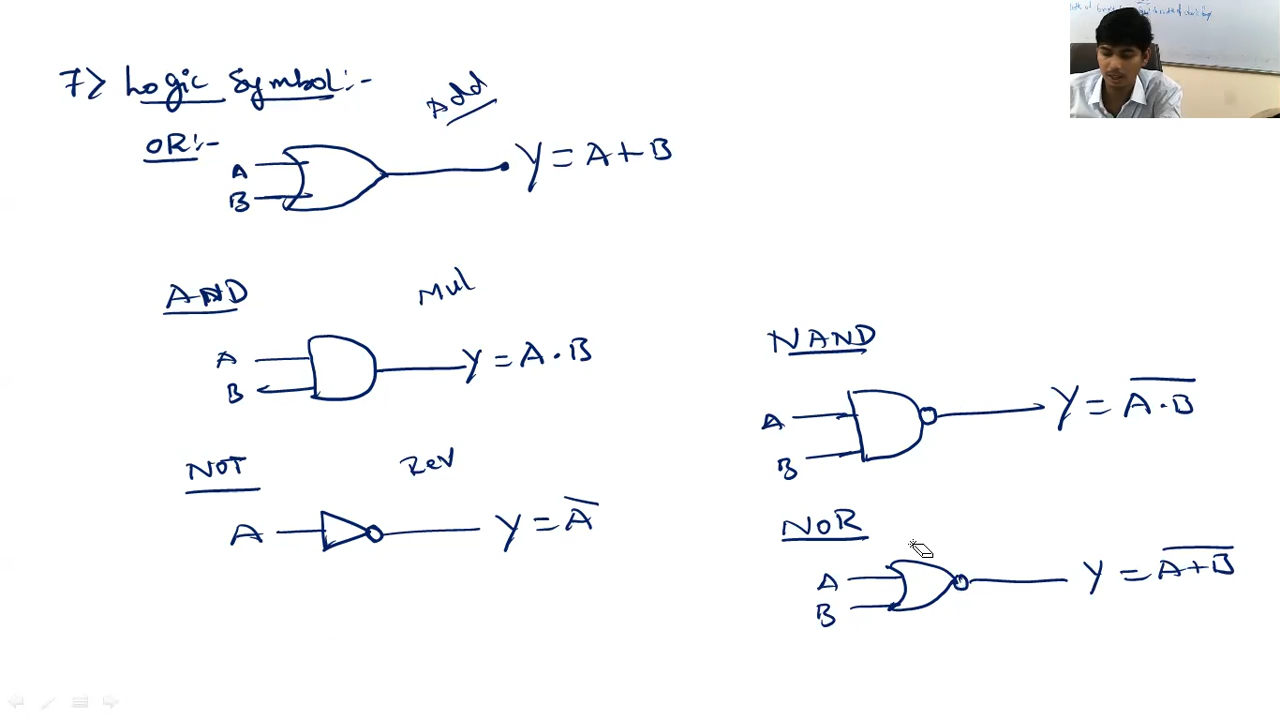 7> Logic Symbol:-
Add
OR:-
A
B
Y = A + B
AND
Mul
A
B
Y = A . B
NOT
Rev
A
Y = A̅
NAND
A
B
Y = A̅ ̅.̅ ̅B̅
NOR
A
B
Y = A̅ ̅+̅ ̅B̅